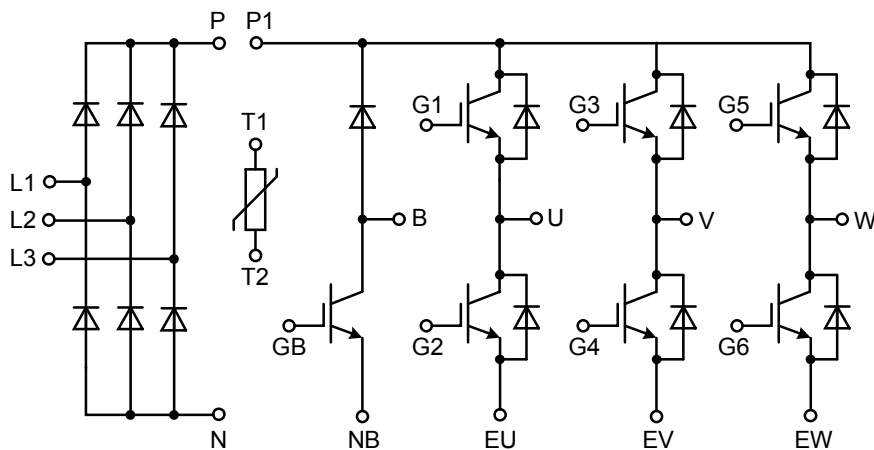 P P1
G1 G3 G5
T1
L1
L2 B U V W
L3
T2
GB G2 G4 G6
N NB EU EV EW